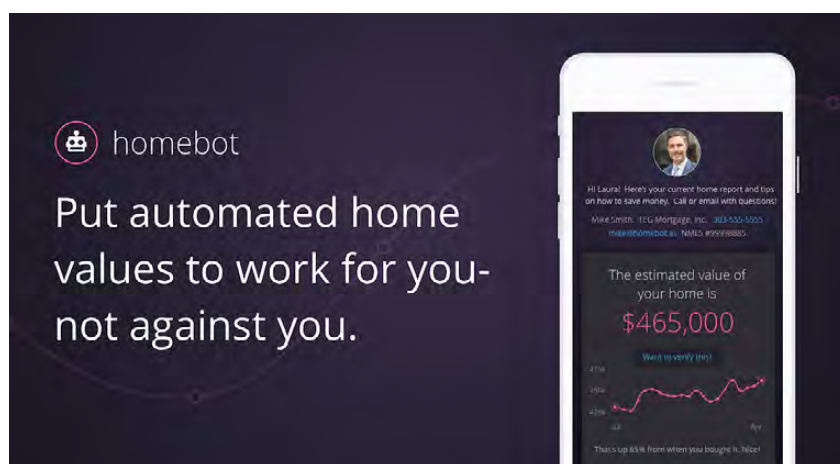 homebot
Put automated home
values to work for you-
not against you.
Hi Laura! Here's your current home report and tips
on how to save money. Call or email with questions!
Mike Smith. TEG Mortgage, Inc. 303-555-5555
mike@homebot.ai NMLS #99998885
The estimated value of
your home is
$465,000
Want to verify this?
Jul
Apr
That's up 65% from when you bought it. Nice!